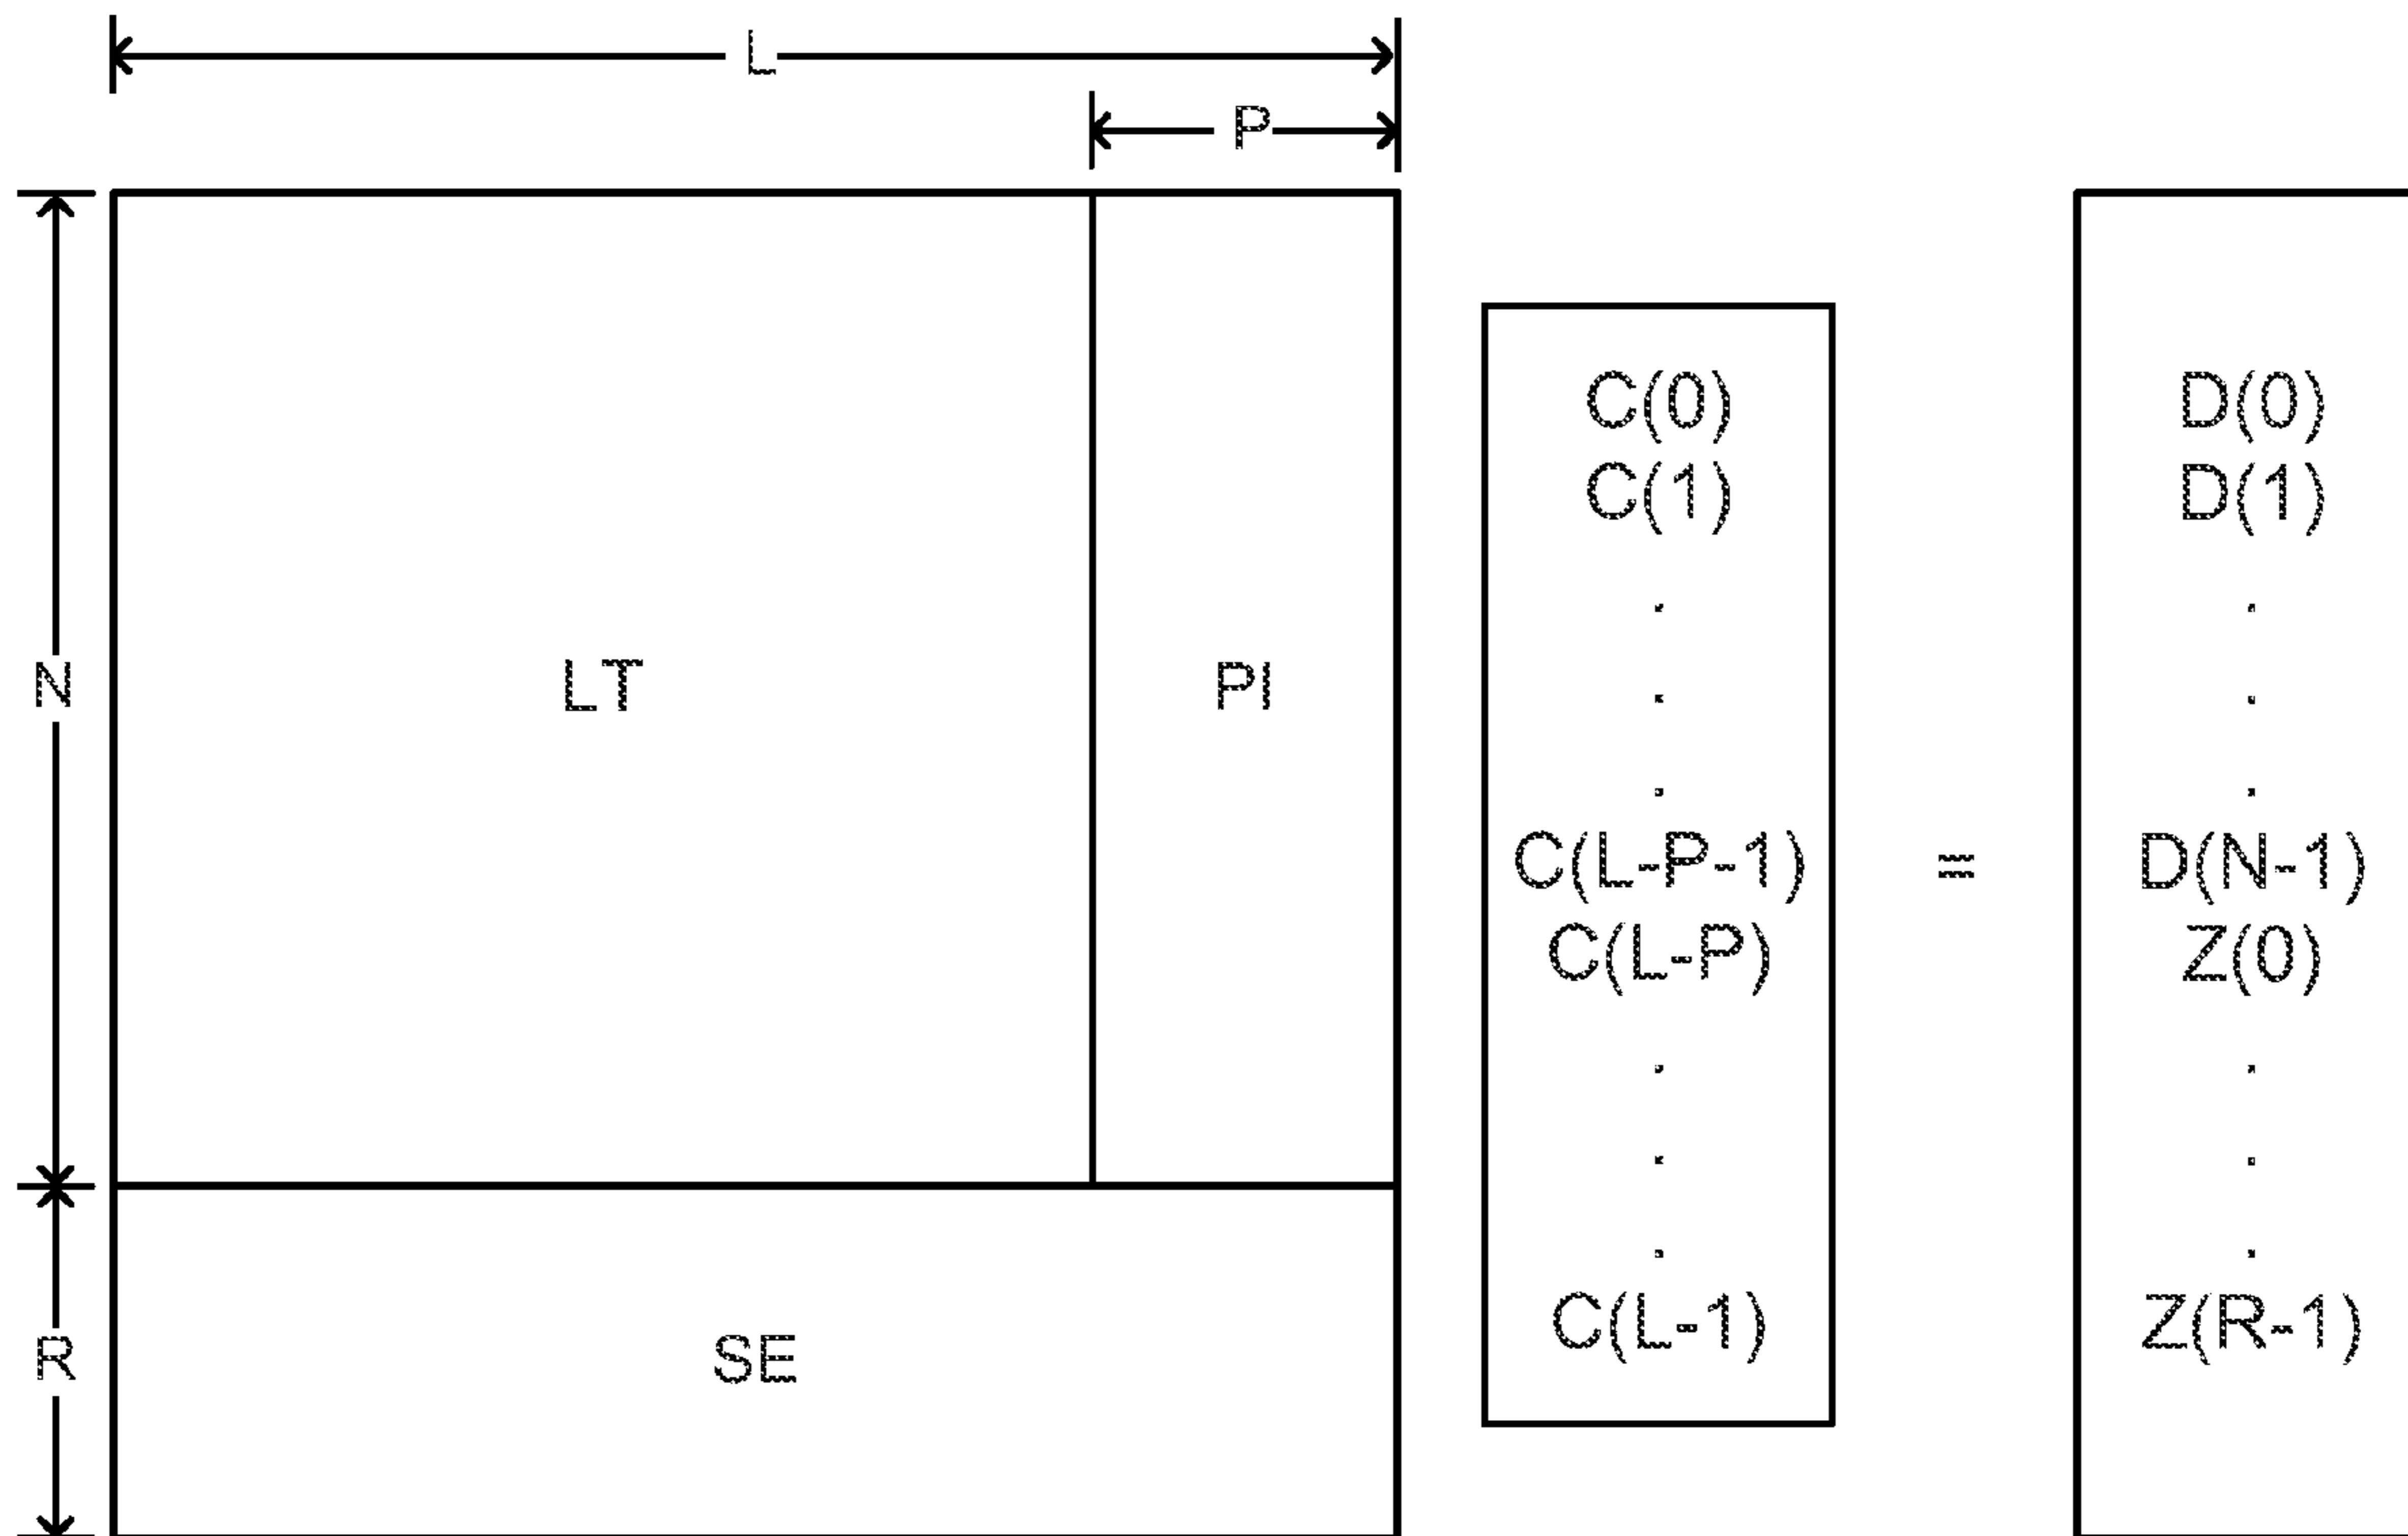 L
P
N
LT
PI
R
SE
C(0)
C(1)
.
.
.
C(L-P-1)
C(L-P)
.
.
.
C(L-1)
=
D(0)
D(1)
.
.
.
D(N-1)
Z(0)
.
.
.
Z(R-1)